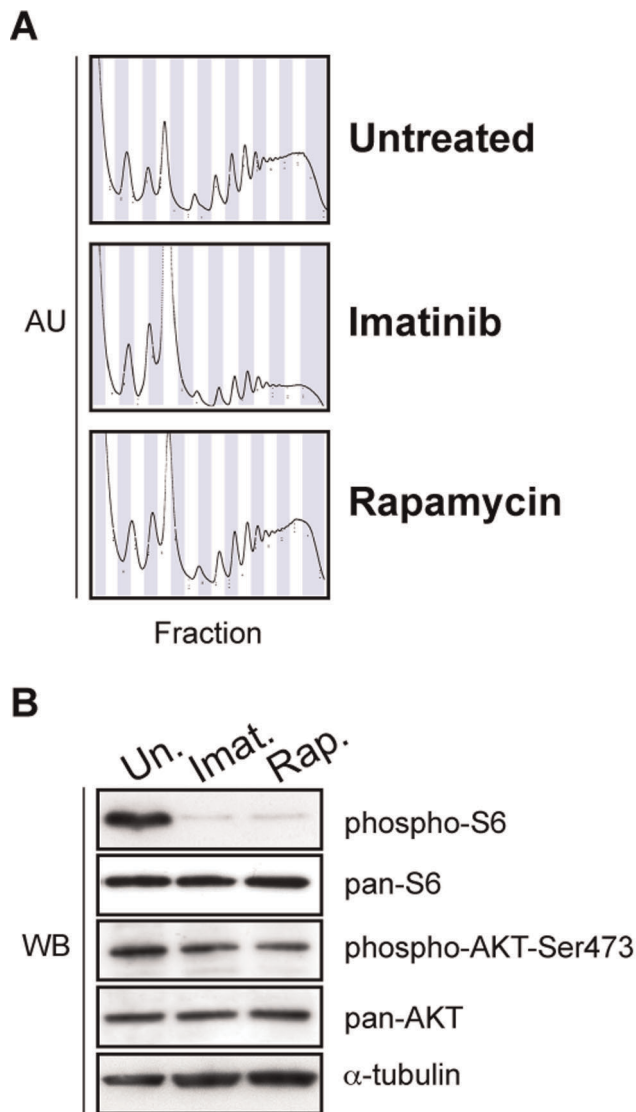 A
Untreated
AU
Imatinib
Rapamycin
Fraction
B
Un. Imat. Rap.
phospho-S6
pan-S6
WB
phospho-AKT-Ser473
pan-AKT
α-tubulin